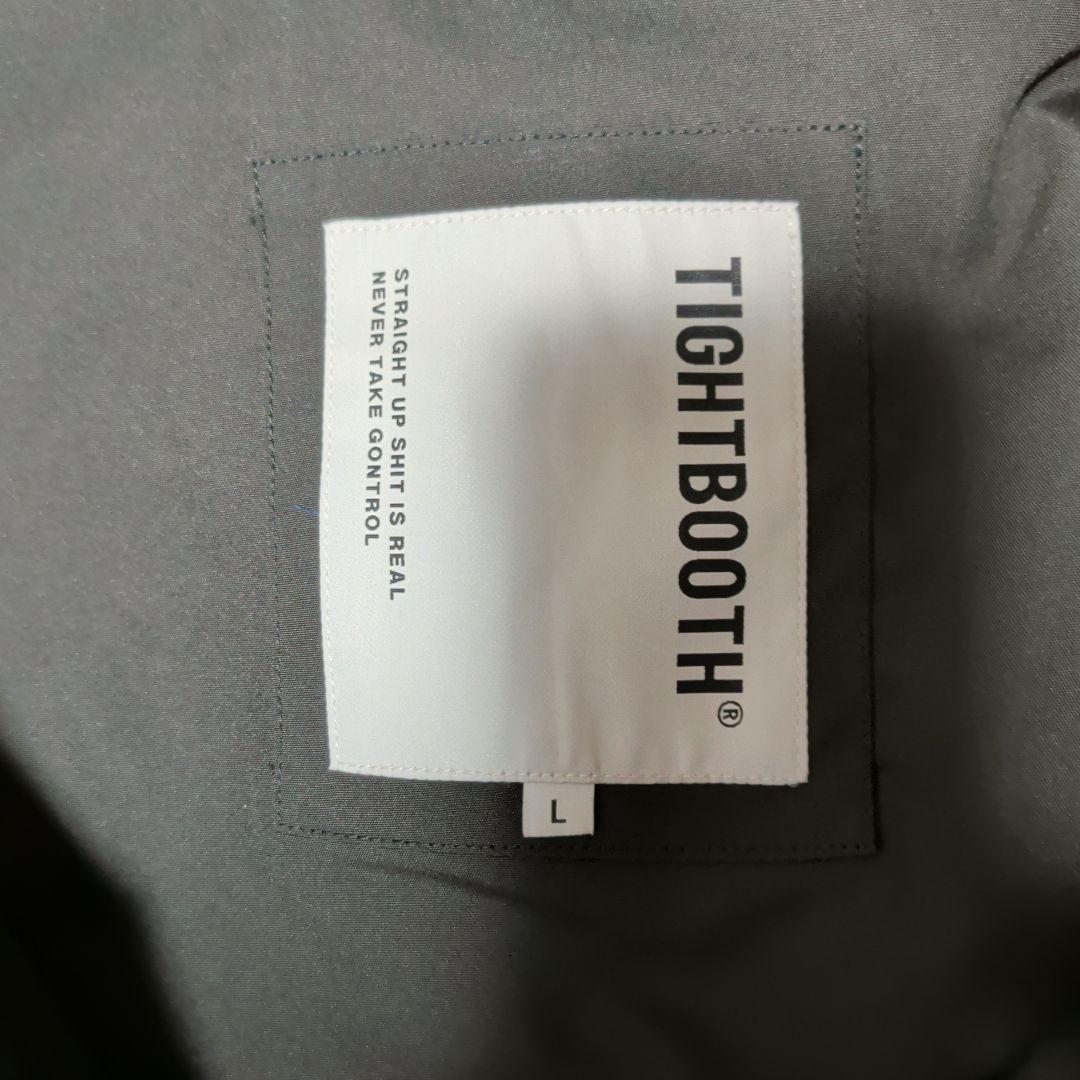 TIGHTBOOTH®
STRAIGHT UP SHIT IS REAL
NEVER TAKE GONTROL
L